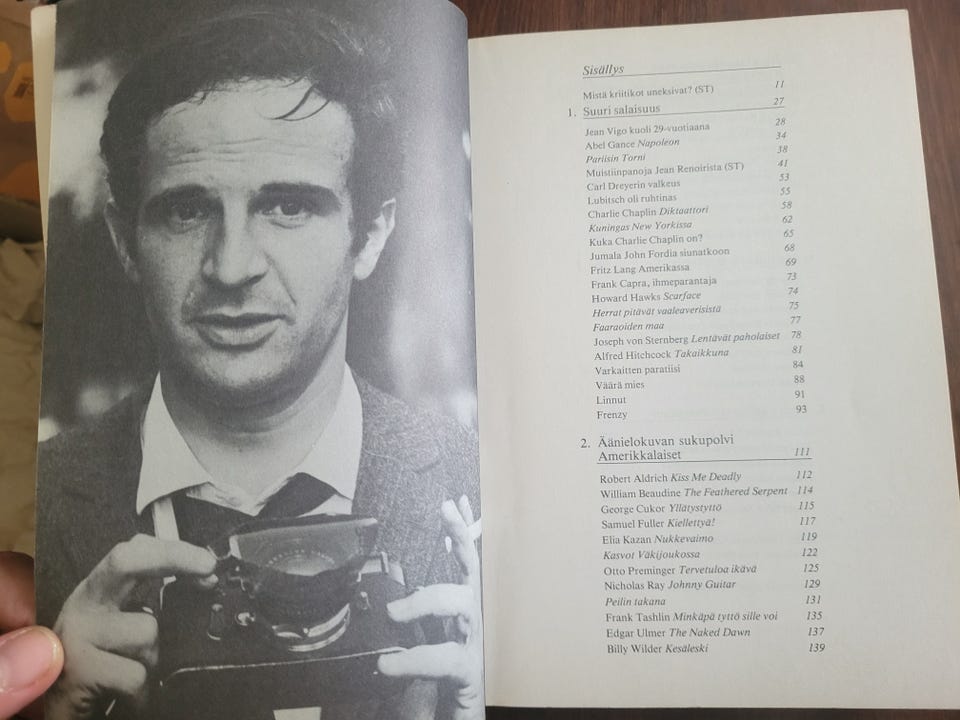 Sisällys
Mistä kriitikot uneksivat? (ST) 11
1. Suuri salaisuus 27
Jean Vigo kuoli 29-vuotiaana 28
Abel Gance Napoleon 34
Pariisin Torni 38
Muistiinpanoja Jean Renoirista (ST) 41
Carl Dreyerin valkeus 53
Lubitsch oli ruhtinas 55
Charlie Chaplin Diktaattori 58
Kuningas New Yorkissa 62
Kuka Charlie Chaplin on? 65
Jumala John Fordia siunatkoon 68
Fritz Lang Amerikassa 69
Frank Capra, ihmeparantaja 73
Howard Hawks Scarface 74
Herrat pitävät vaaleaverisistä 75
Faaraoiden maa 77
Joseph von Sternberg Lentävät paholaiset 78
Alfred Hitchcock Takaikkuna 81
Varkaitten paratiisi 84
Väärä mies 88
Linnut 91
Frenzy 93
2. Äänielokuvan sukupolvi
Amerikkalaiset 111
Robert Aldrich Kiss Me Deadly 112
William Beaudine The Feathered Serpent 114
George Cukor Yllätystyttö 115
Samuel Fuller Kiellettyä! 117
Elia Kazan Nukkevaimo 119
Kasvot Väkijoukossa 122
Otto Preminger Tervetuloa ikävä 125
Nicholas Ray Johnny Guitar 129
Peilin takana 131
Frank Tashlin Minkäpä tyttö sille voi 135
Edgar Ulmer The Naked Dawn 137
Billy Wilder Kesäleski 139